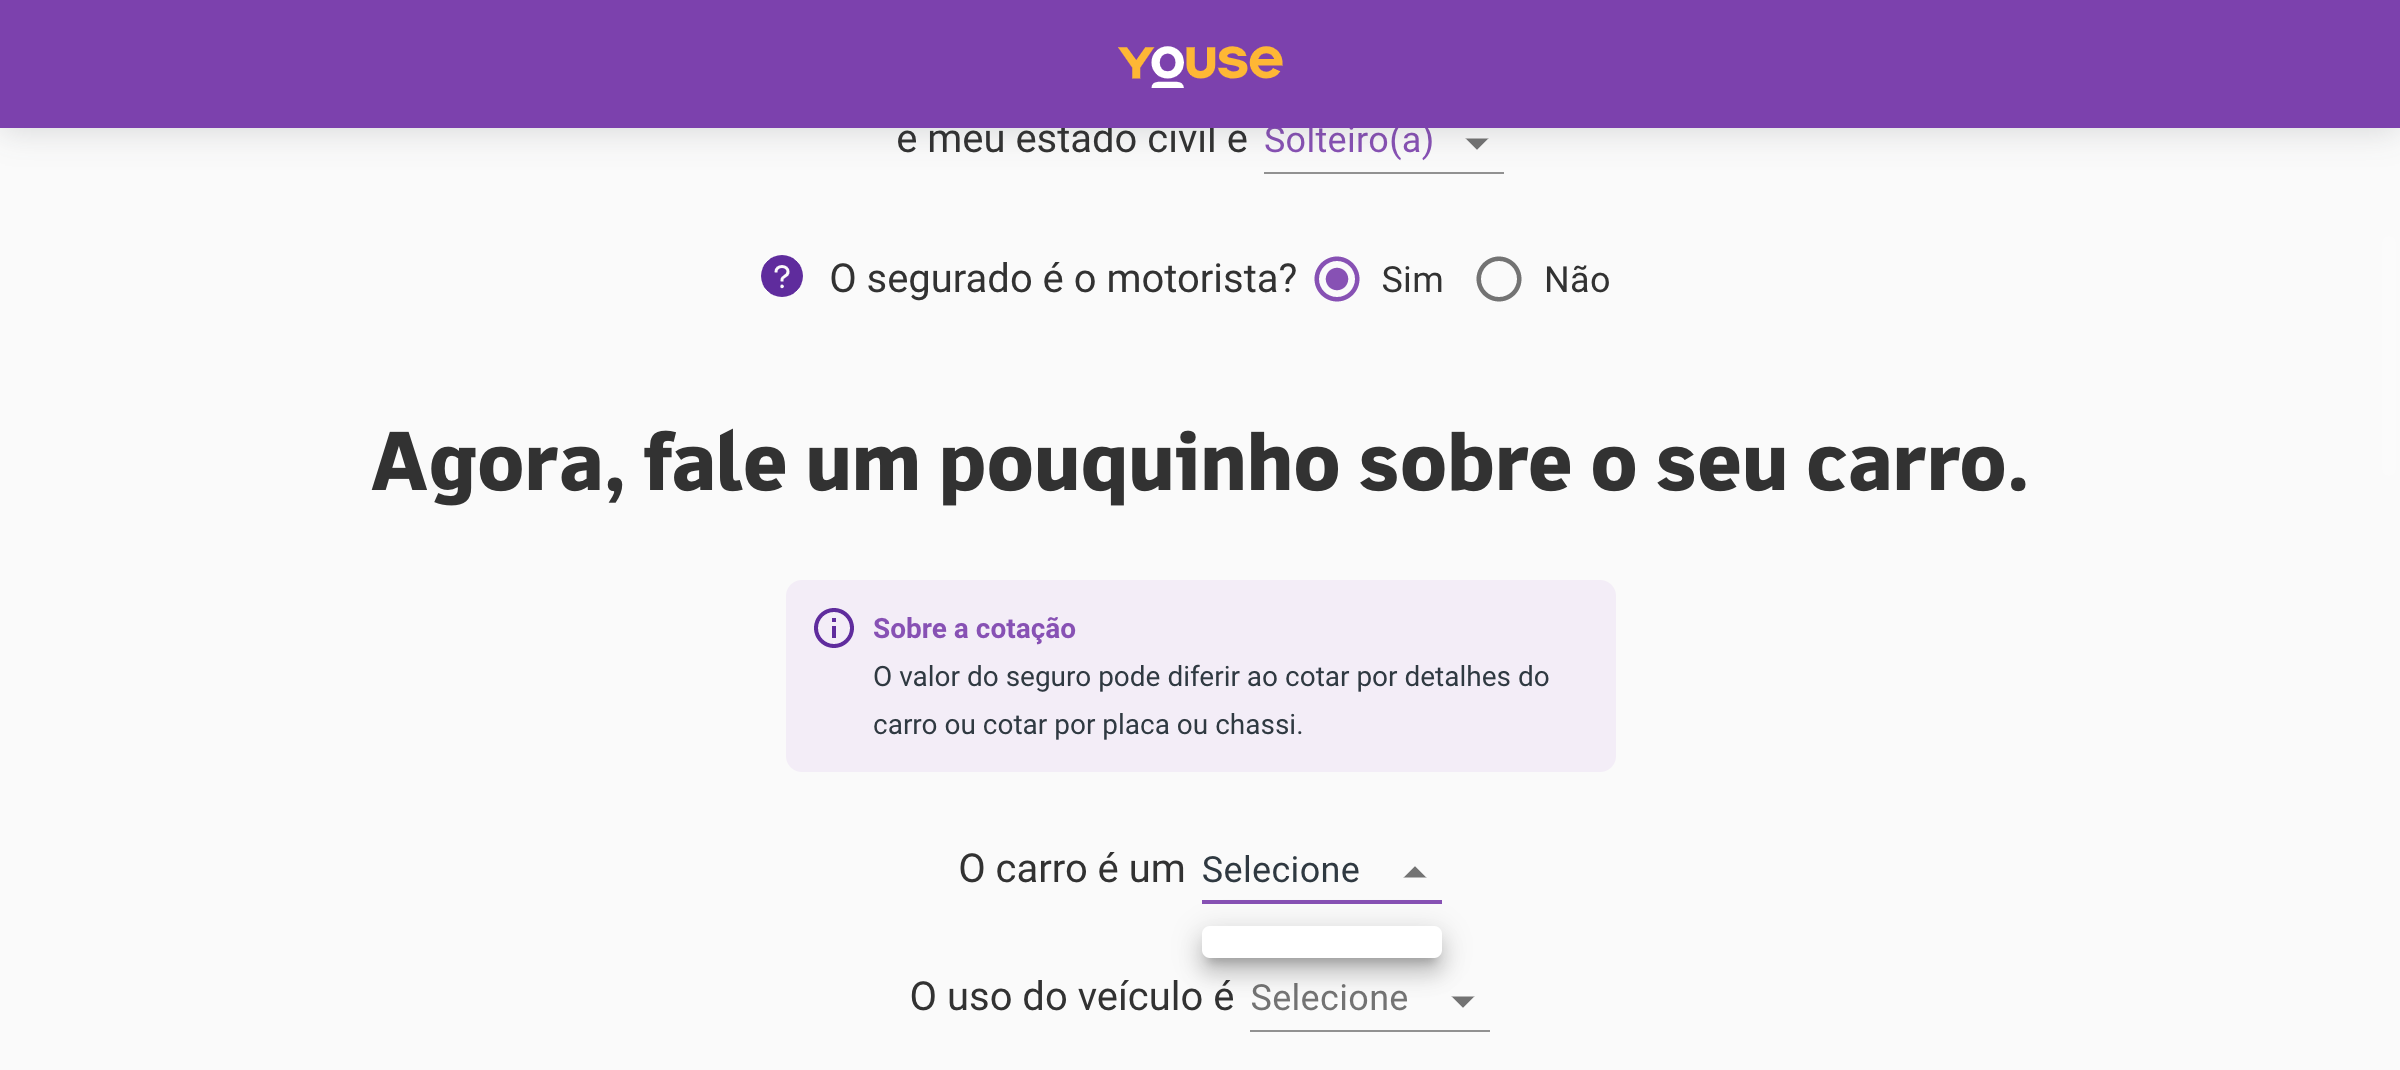 youse
e meu estado civil é Solteiro(a)
? O segurado é o motorista? Sim Não
Agora, fale um pouquinho sobre o seu carro.
Sobre a cotação
O valor do seguro pode diferir ao cotar por detalhes do
carro ou cotar por placa ou chassi.
O carro é um Selecione
O uso do veículo é Selecione